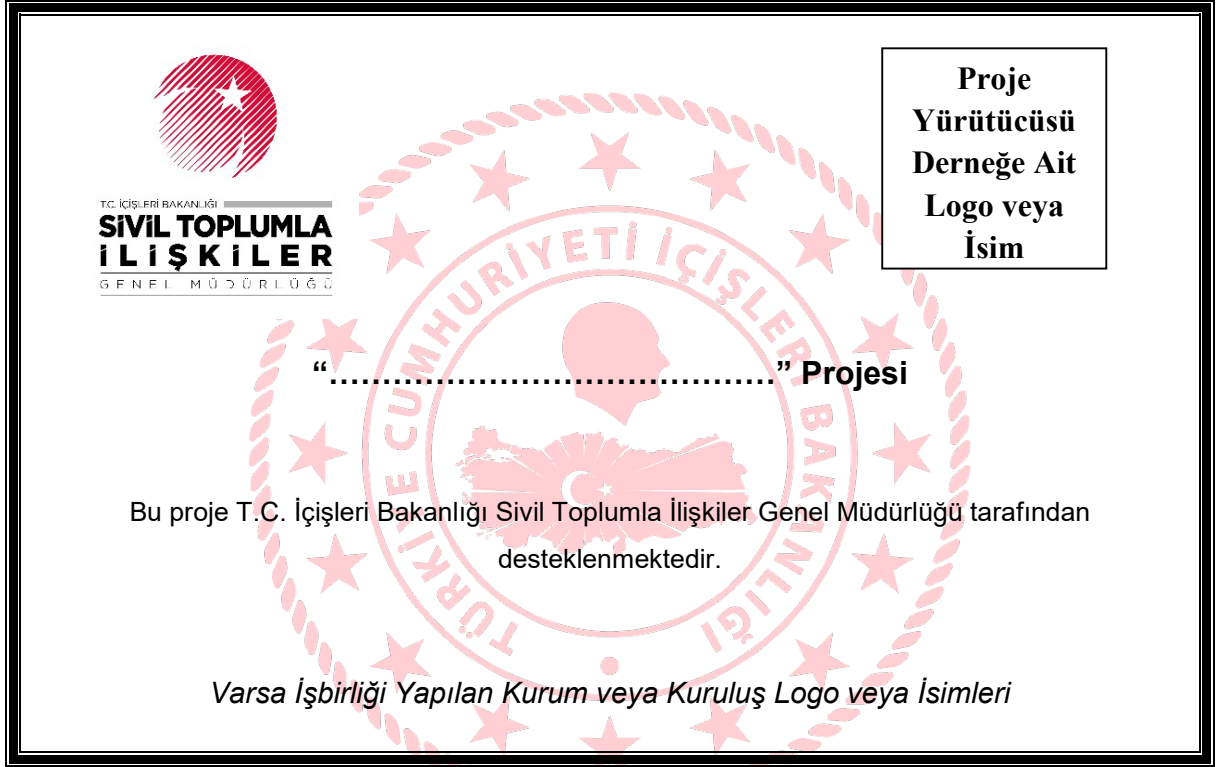 T.C. İÇİŞLERİ BAKANLIĞI
SİVİL TOPLUMLA
İLİŞKİLER
GENEL MÜDÜRLÜĞÜ
Proje
Yürütücüsü
Derneğe Ait
Logo veya
İsim
TÜRKİYE CUMHURİYETİ İÇİŞLERİ BAKANLIĞI
“……………………………………” Projesi
Bu proje T.C. İçişleri Bakanlığı Sivil Toplumla İlişkiler Genel Müdürlüğü tarafından
desteklenmektedir.
Varsa İşbirliği Yapılan Kurum veya Kuruluş Logo veya İsimleri